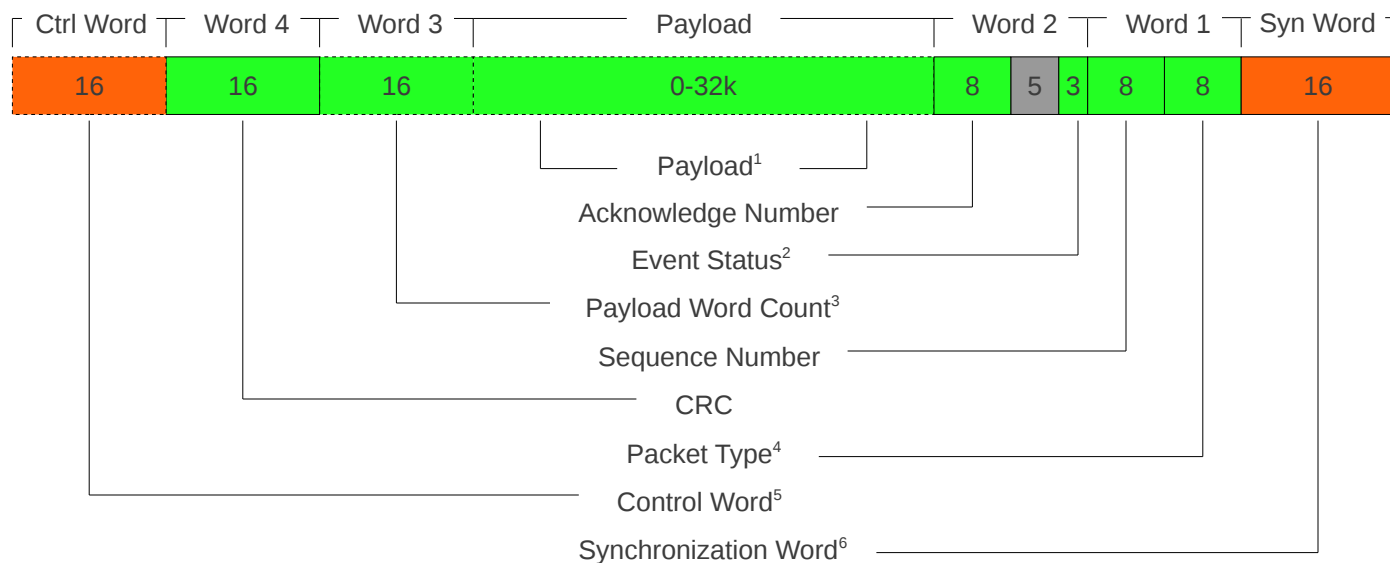 Ctrl Word Word 4 Word 3 Payload Word 2 Word 1 Syn Word
16 16 16 0-32k 8 5 3 8 8 16
Payload¹
Acknowledge Number
Event Status²
Payload Word Count³
Sequence Number
CRC
Packet Type⁴
Control Word⁵
Synchronization Word⁶